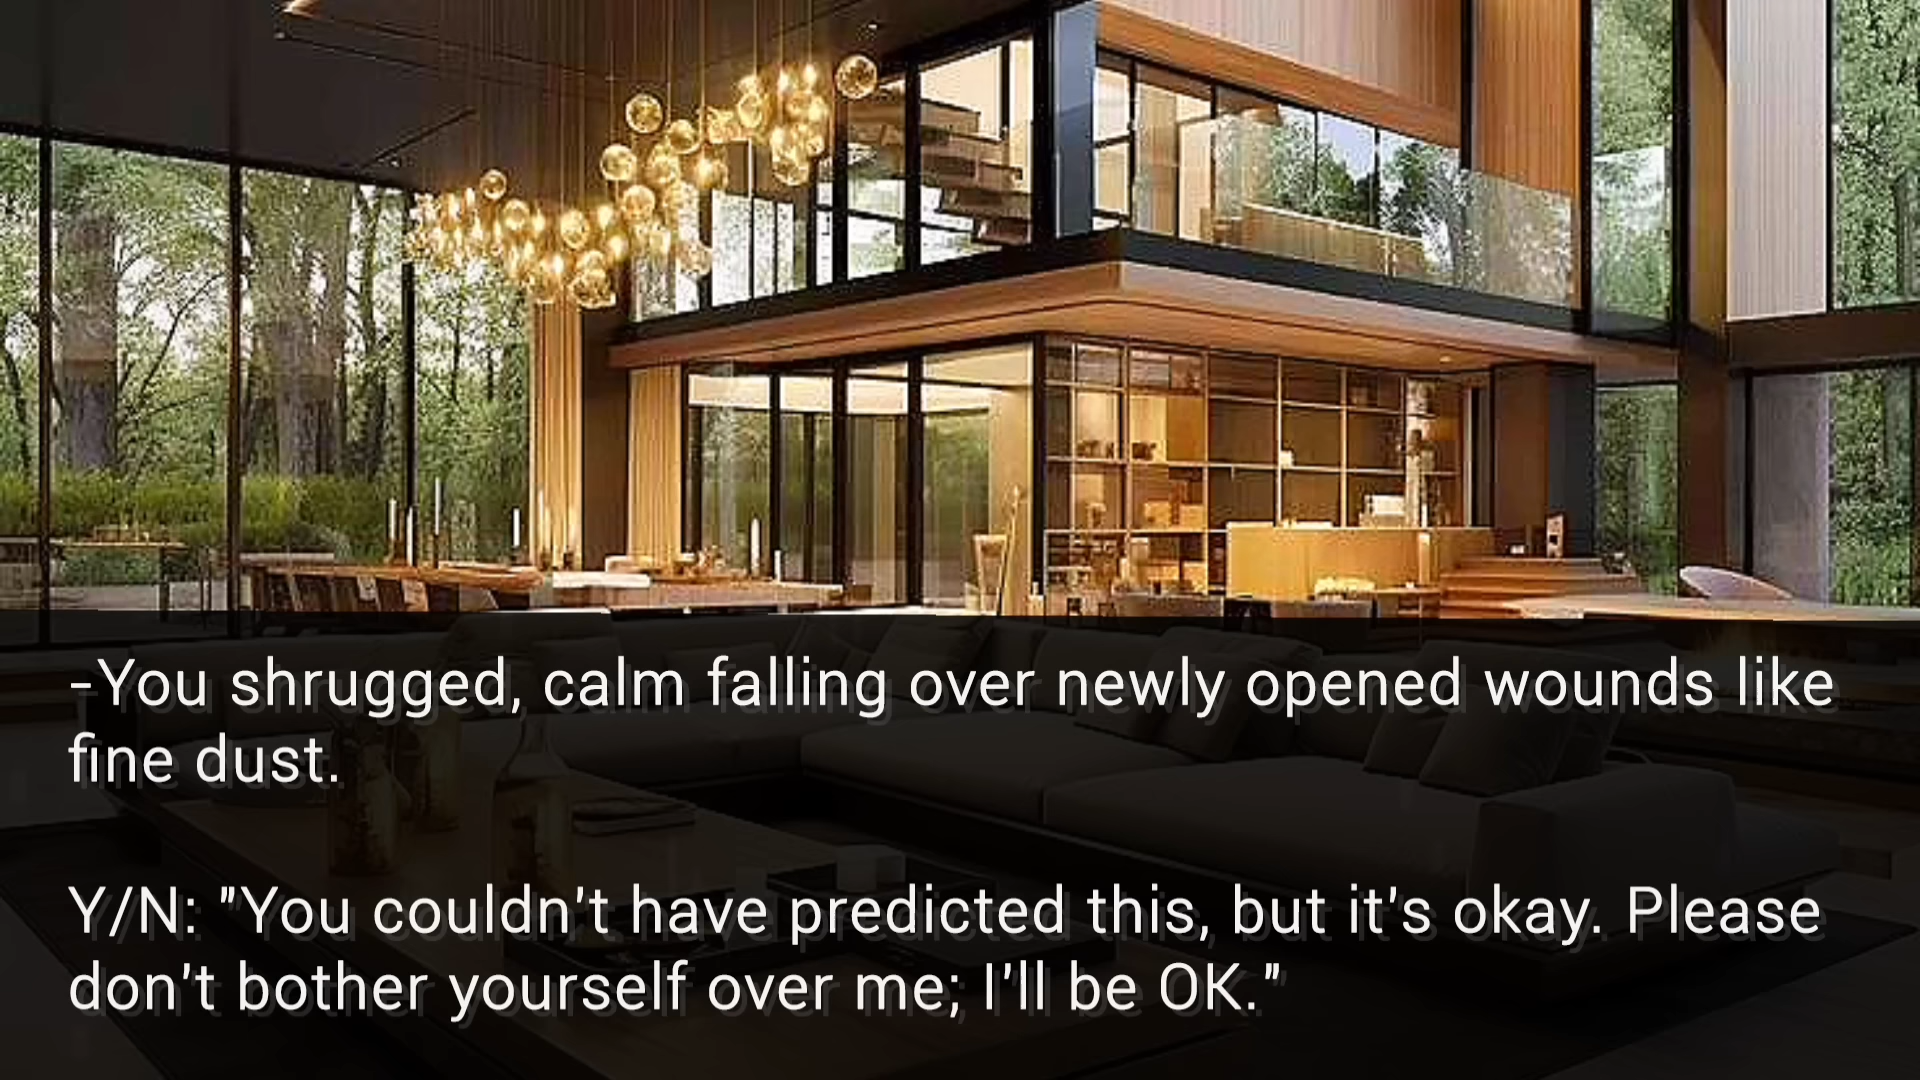 -You shrugged, calm falling over newly opened wounds like
fine dust.
Y/N: "You couldn't have predicted this, but it's okay. Please
don't bother yourself over me; I'll be OK."